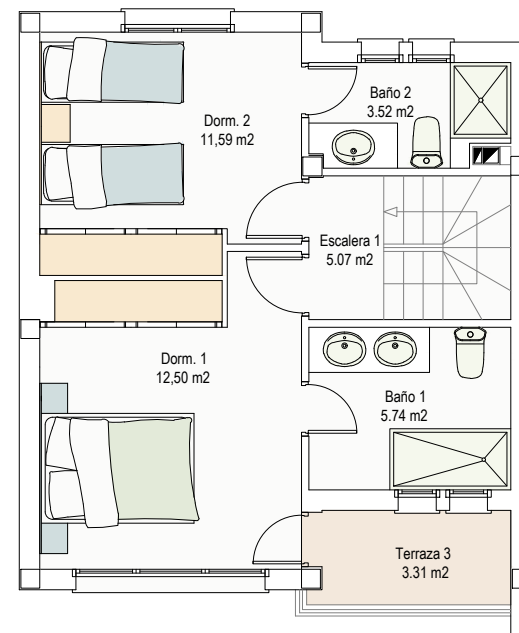 Baño 2
3.52 m2
Dorm. 2
11,59 m2
Escalera 1
5.07 m2
Dorm. 1
12,50 m2
Baño 1
5.74 m2
Terraza 3
3.31 m2